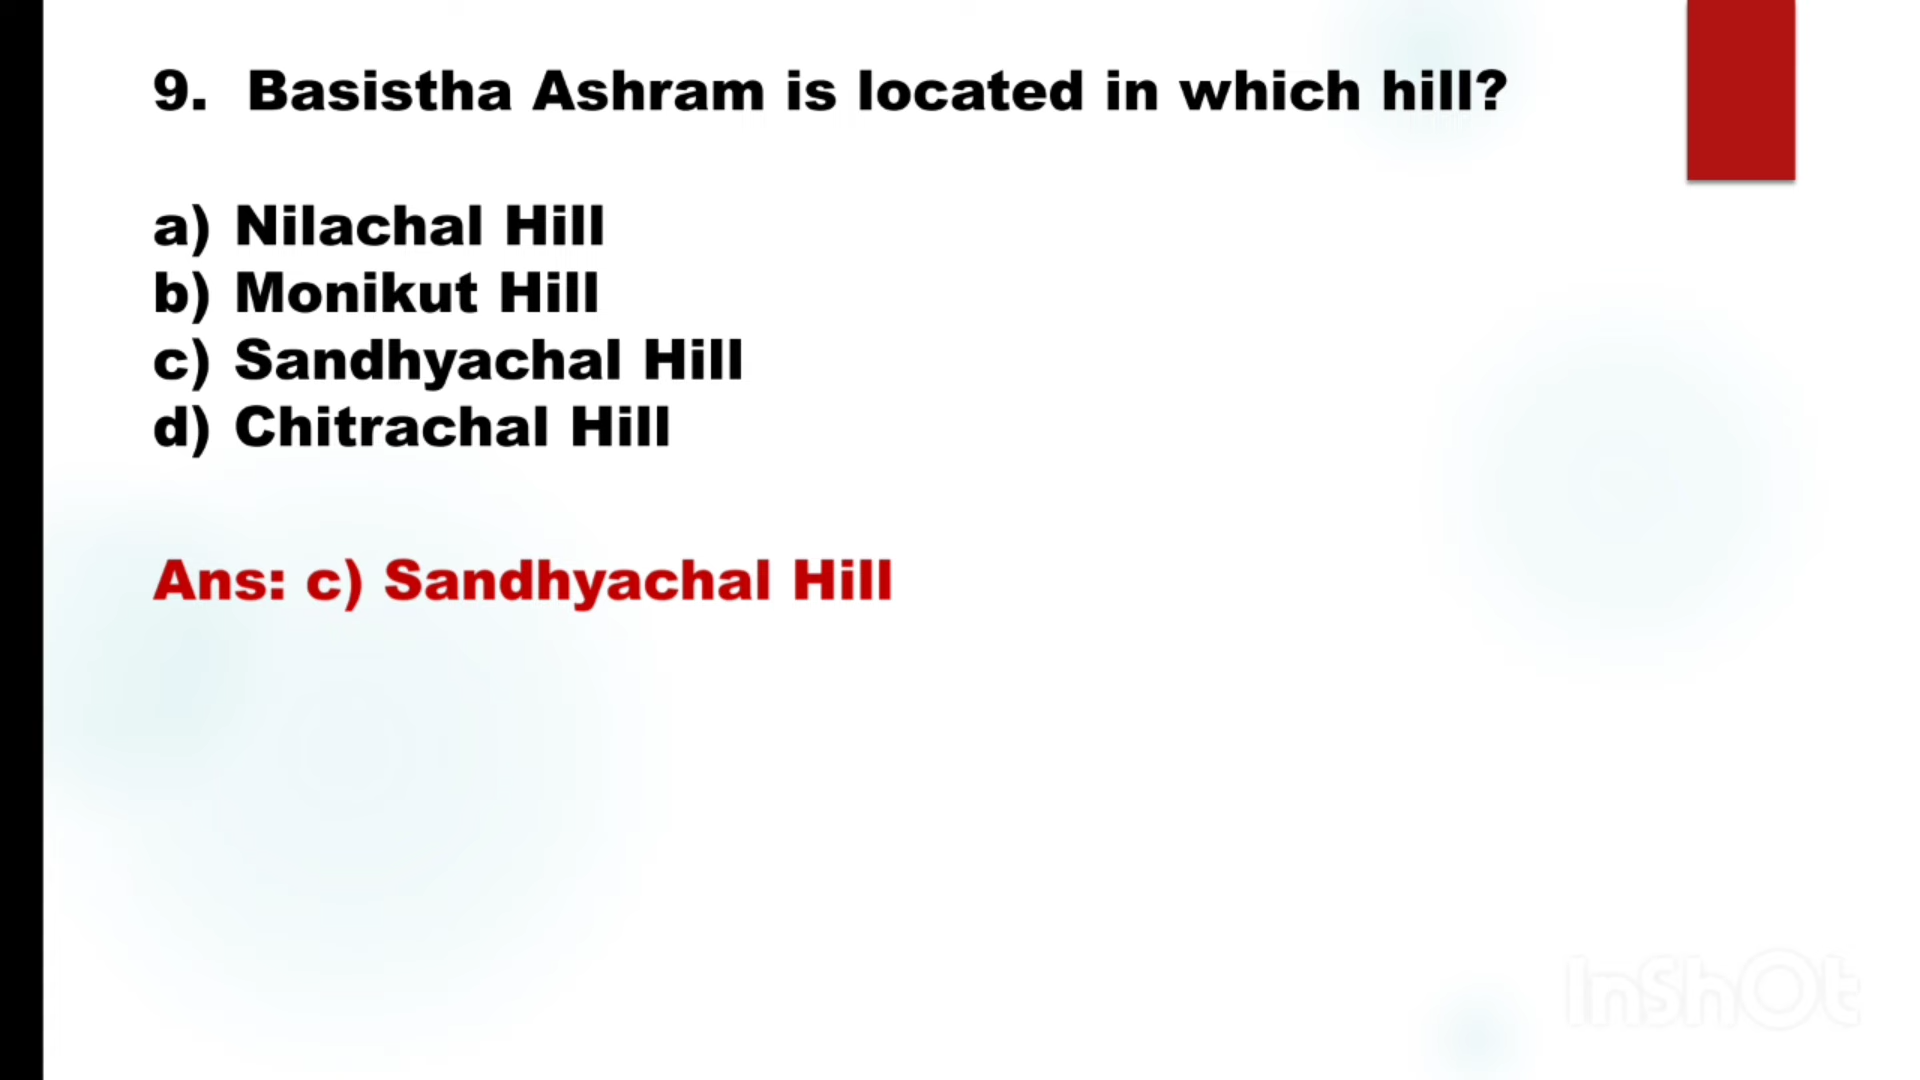 9. Basistha Ashram is located in which hill?
a) Nilachal Hill
b) Monikut Hill
c) Sandhyachal Hill
d) Chitrachal Hill
Ans: c) Sandhyachal Hill
InShOt